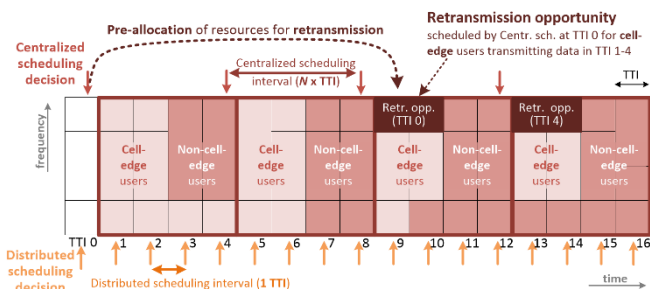 Pre-allocation of resources for retransmission
Retransmission opportunity
scheduled by Centr. sch. at TTI 0 for cell-
edge users transmitting data in TTI 1-4
Centralized
scheduling
decision
Centralized scheduling
interval (N x TTI)
TTI
frequency
Retr. opp.
(TTI 0)
Retr. opp.
(TTI 4)
Cell-
edge
users
Non-cell-
edge
users
Cell-
edge
users
Non-cell-
edge
users
Cell-
edge
users
Non-cell-
edge
users
Cell-
edge
users
Non-cell-
edge
users
TTI 0 1 2 3 4 5 6 7 8 9 10 11 12 13 14 15 16
Distributed
scheduling
decision
Distributed scheduling interval (1 TTI)
time